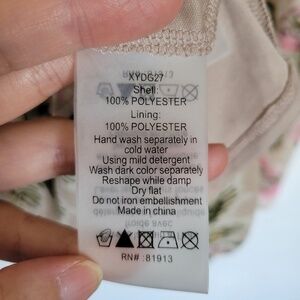 XYDG27
Shell:
100% POLYESTER
Lining:
100% POLYESTER
Hand wash separately in
cold water
Using mild detergent
Wash dark color separately
Reshape while damp
Dry flat
Do not iron embellishment
Made in china
RN# :81913